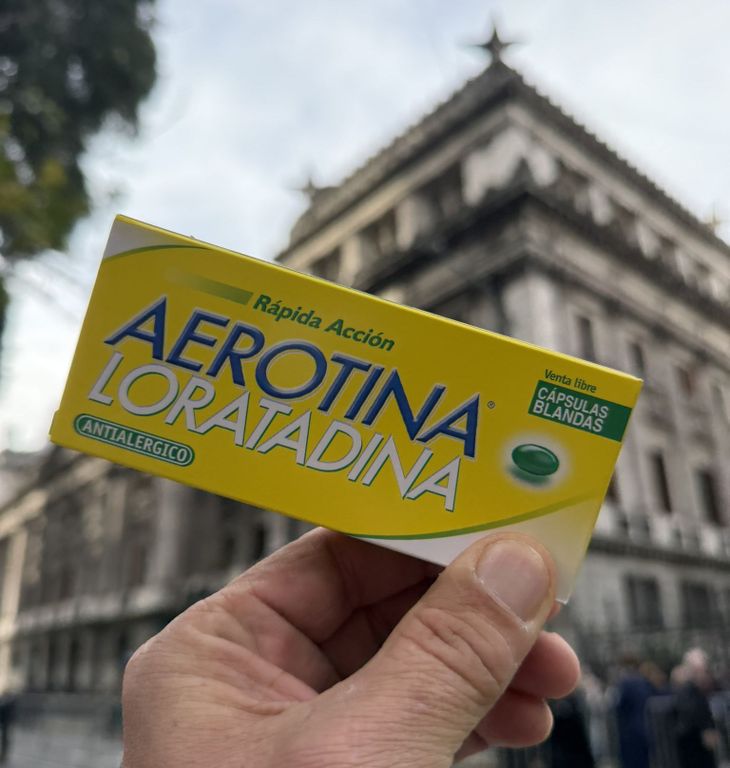 Rápida Acción
AEROTINA®
LORATADINA
ANTIALERGICO
Venta libre
CÁPSULAS
BLANDAS